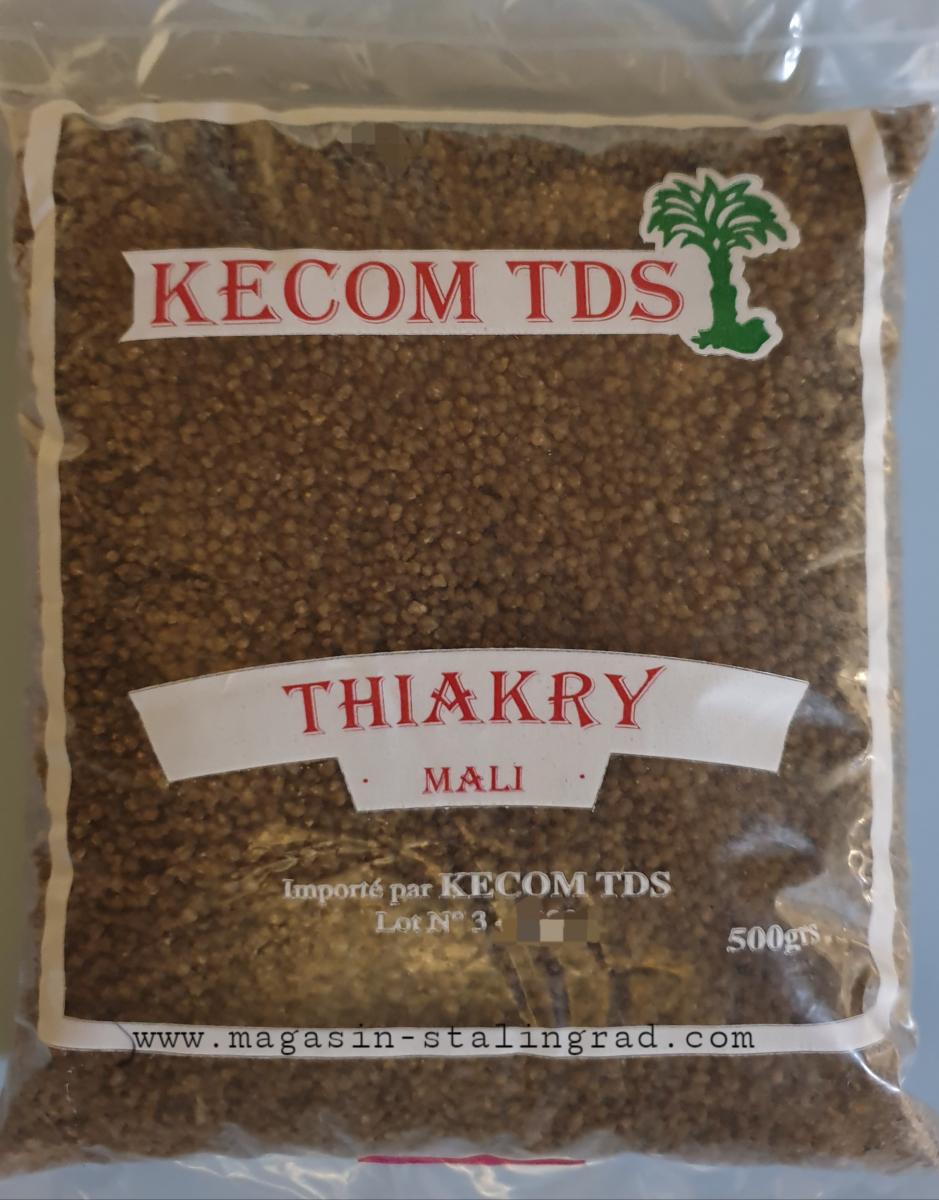 KECOM TDS
THIAKRY
MALI
Importé par KECOM TDS
Lot N° 3
500grs
www.magasin-stalingrad.com